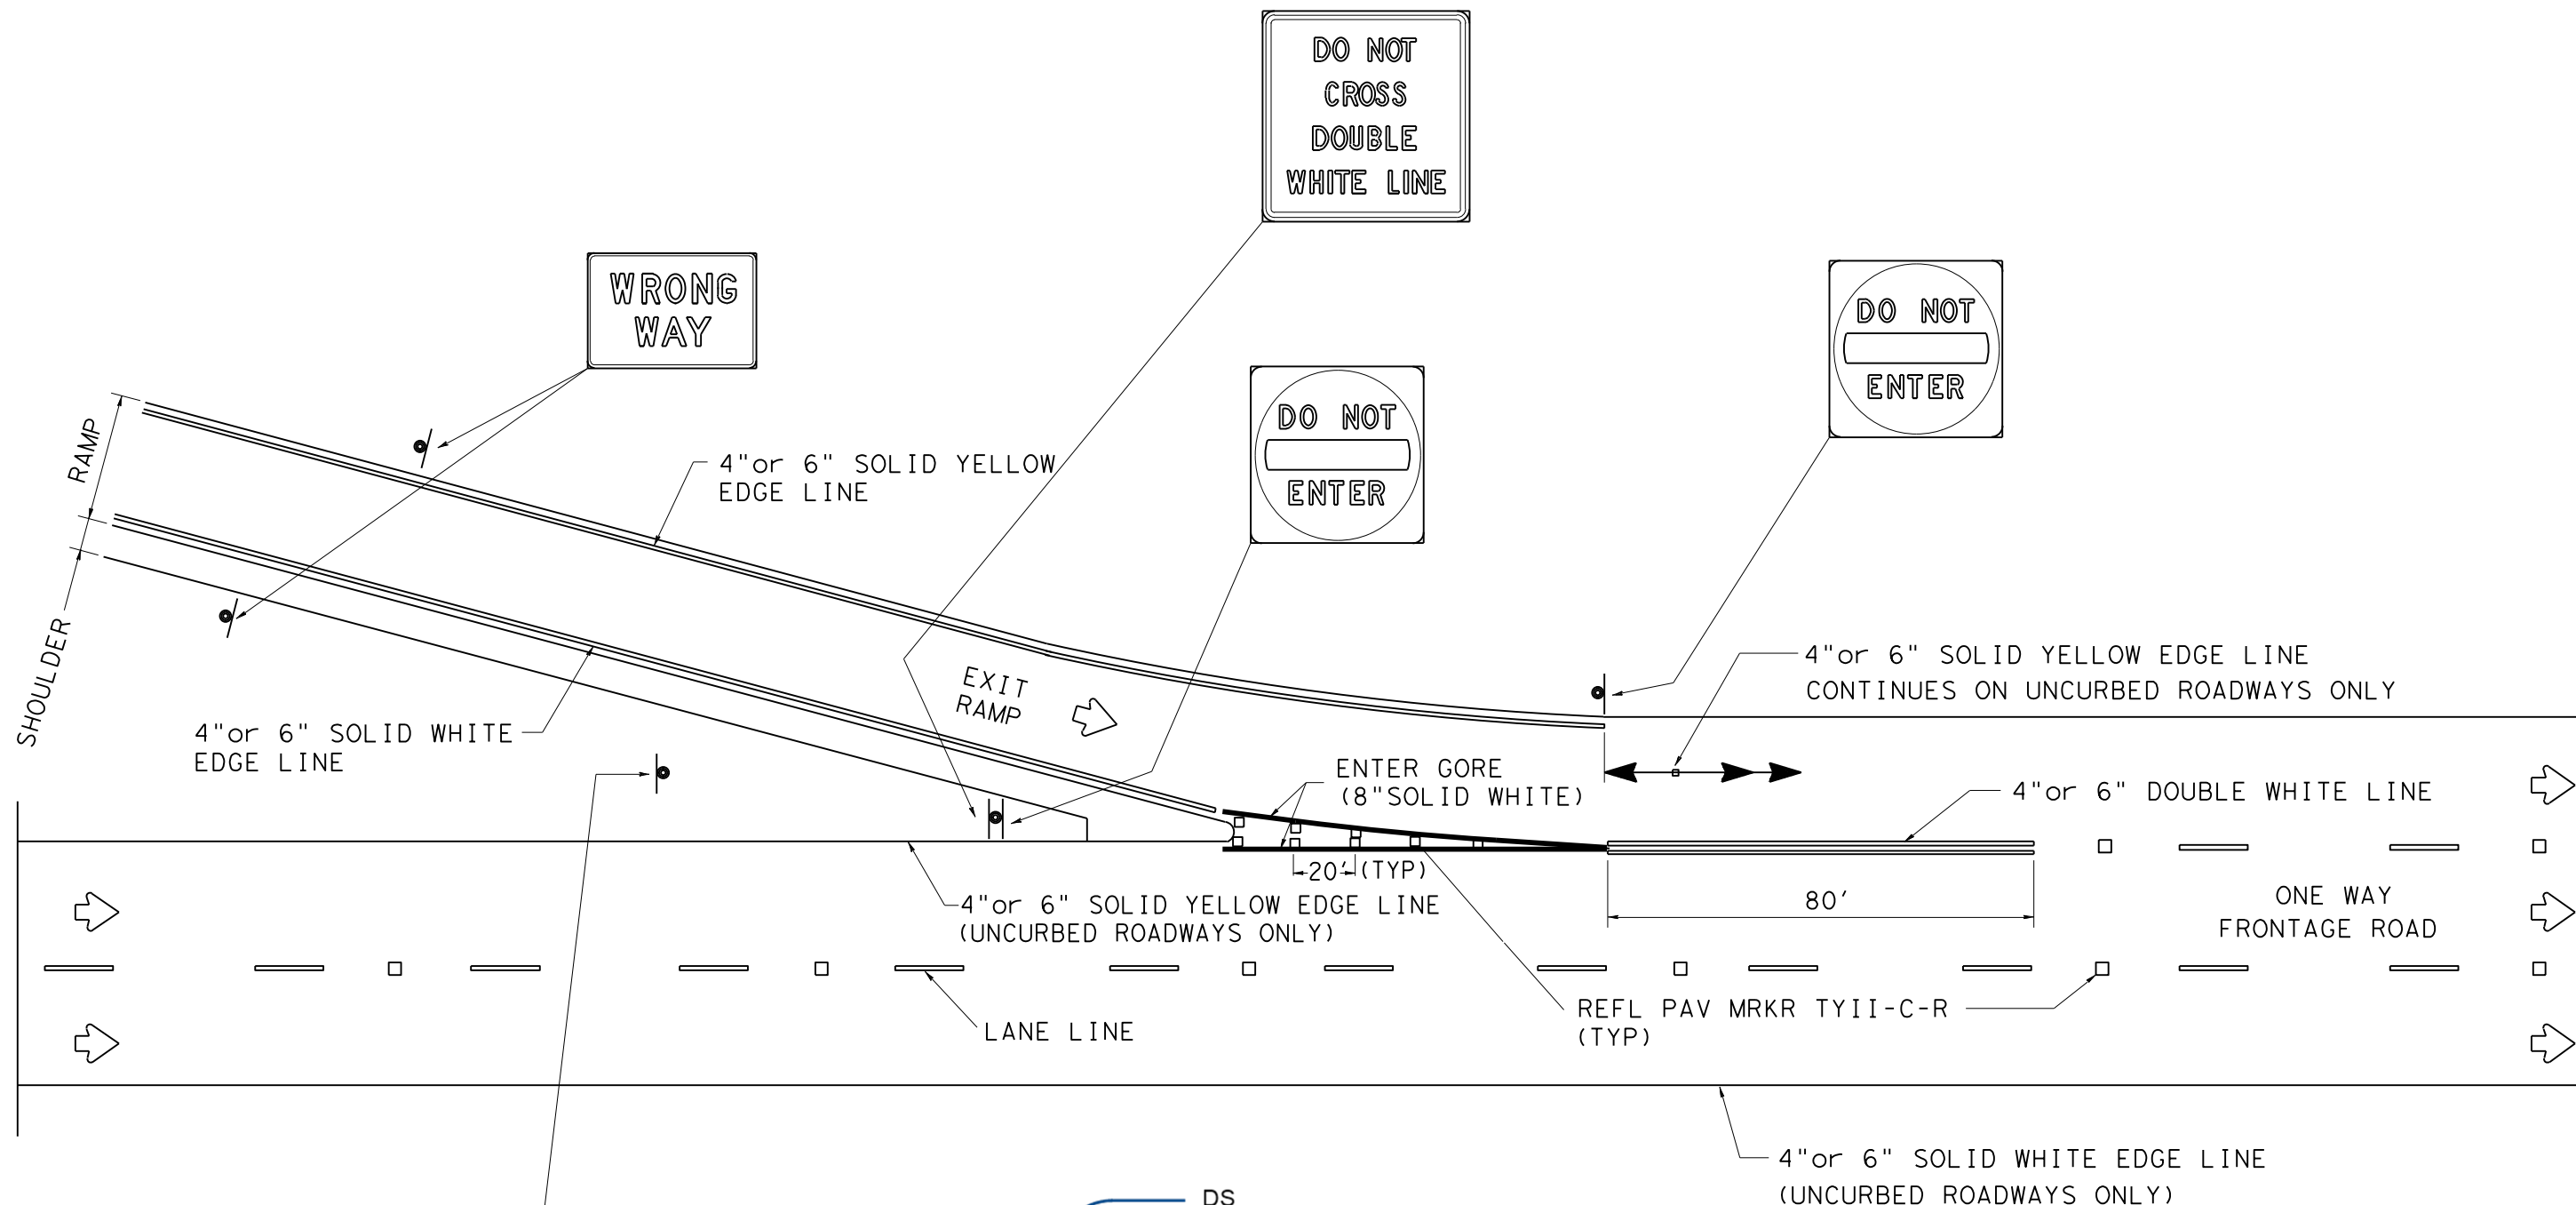 DO NOT
CROSS
DOUBLE
WHITE LINE
WRONG
WAY
DO NOT
ENTER
DO NOT
ENTER
RAMP
4"or 6" SOLID YELLOW
EDGE LINE
SHOULDER
EXIT
RAMP
4"or 6" SOLID YELLOW EDGE LINE
CONTINUES ON UNCURBED ROADWAYS ONLY
4"or 6" SOLID WHITE
EDGE LINE
ENTER GORE
(8"SOLID WHITE)
4"or 6" DOUBLE WHITE LINE
20' (TYP)
4"or 6" SOLID YELLOW EDGE LINE
(UNCURBED ROADWAYS ONLY)
80'
ONE WAY
FRONTAGE ROAD
LANE LINE
REFL PAV MRKR TYII-C-R
(TYP)
4"or 6" SOLID WHITE EDGE LINE
(UNCURBED ROADWAYS ONLY)
DS